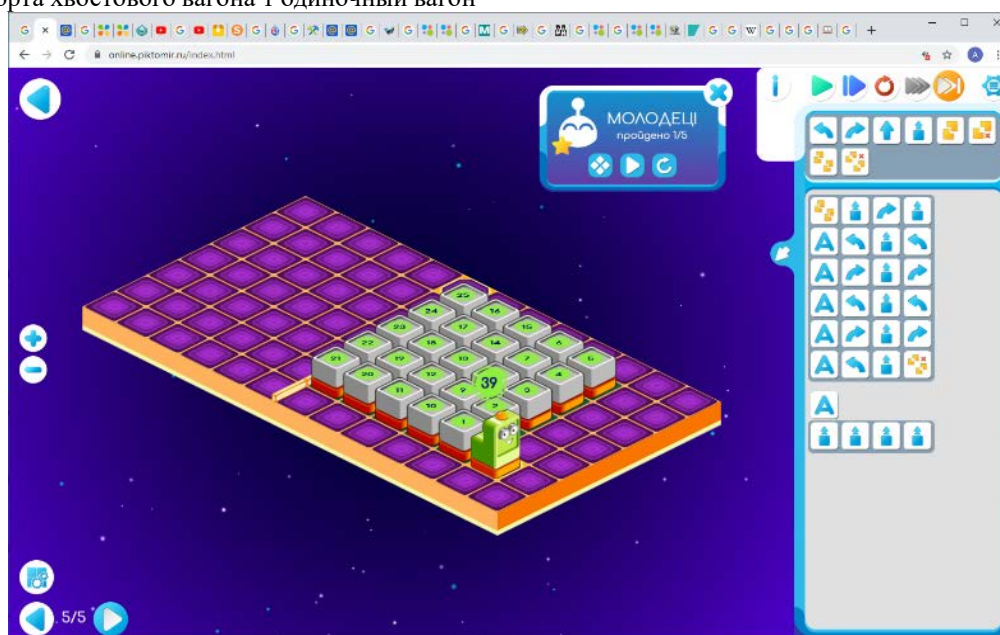 орта хвостового вагона 1 одиночный вагон
online.piktomir.ru/index.html
МОЛОДЕЦ!
пройдено 1/5
25
24 16
23 17 15
22 18 14 6
21 19 13 7 5
20 12 39 4
11 9 3
10 2
1
A
A
A
A
A
A
5/5